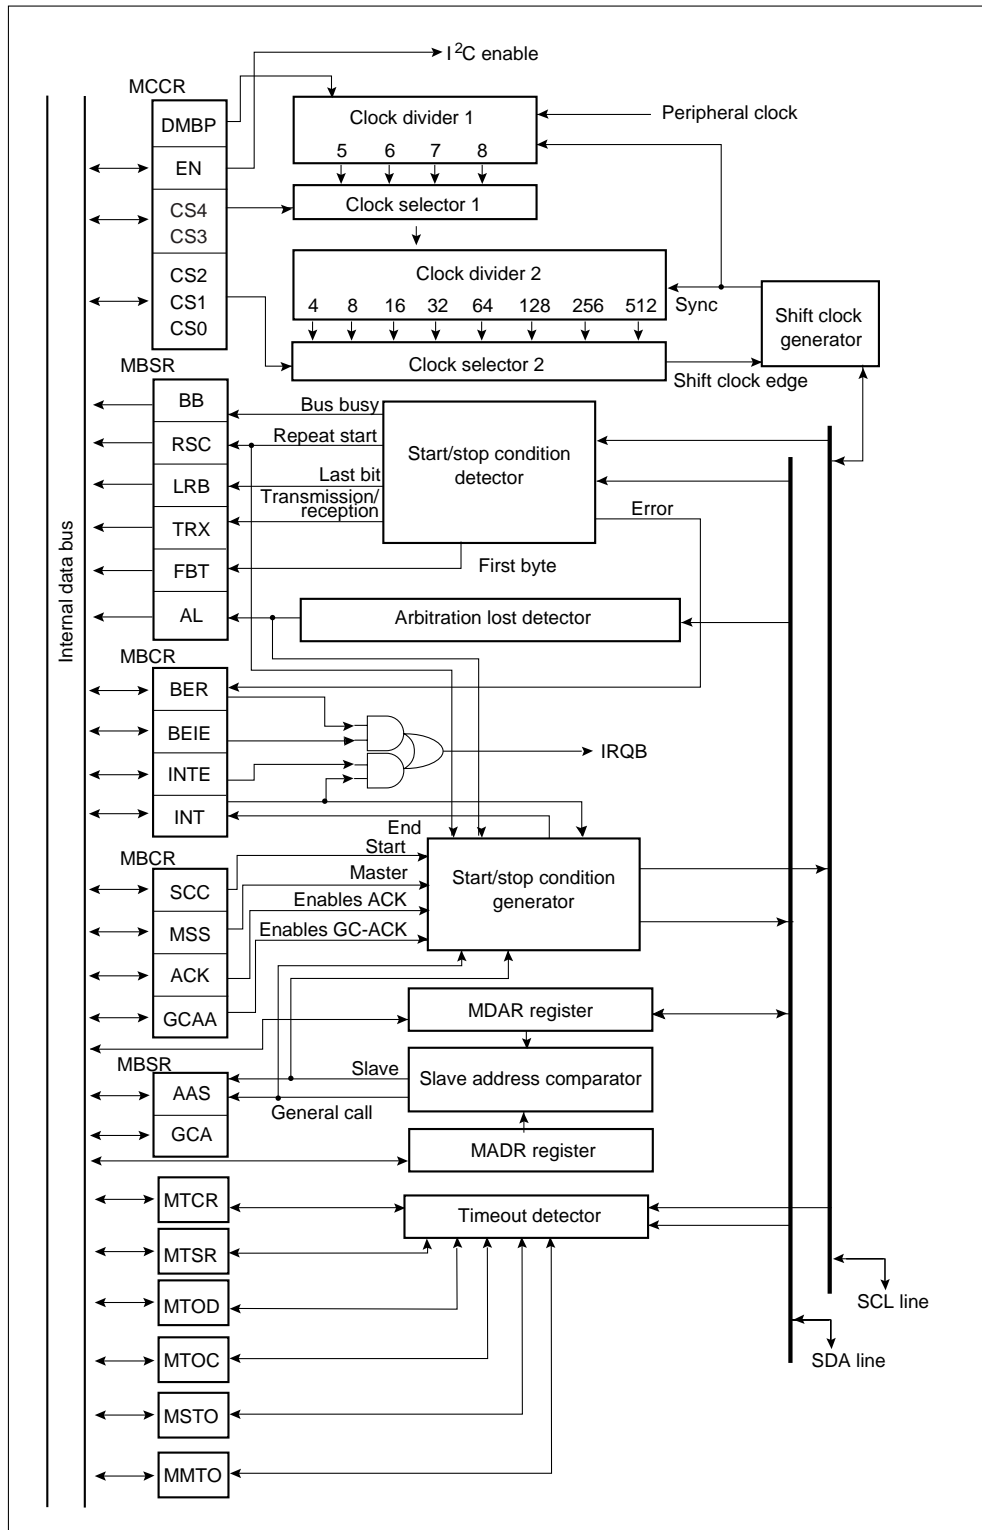 I²C enable
MCCR
DMBP
Clock divider 1
Peripheral clock
EN
5 6 7 8
CS4
CS3
Clock selector 1
CS2
CS1
CS0
Clock divider 2
4 8 16 32 64 128 256 512
Sync
Shift clock
generator
Clock selector 2
Shift clock edge
MBSR
BB
Bus busy
RSC
Repeat start
Start/stop condition
detector
LRB
Last bit
TRX
Transmission/
reception
Error
FBT
First byte
AL
Arbitration lost detector
Internal data bus
MBCR
BER
BEIE
INTE
INT
IRQB
End
MBCR
Start
SCC
Master
Start/stop condition
generator
MSS
Enables ACK
ACK
Enables GC-ACK
GCAA
MDAR register
MBSR
Slave
AAS
Slave address comparator
General call
GCA
MADR register
MTCR
Timeout detector
MTSR
MTOD
SCL line
MTOC
SDA line
MSTO
MMTO